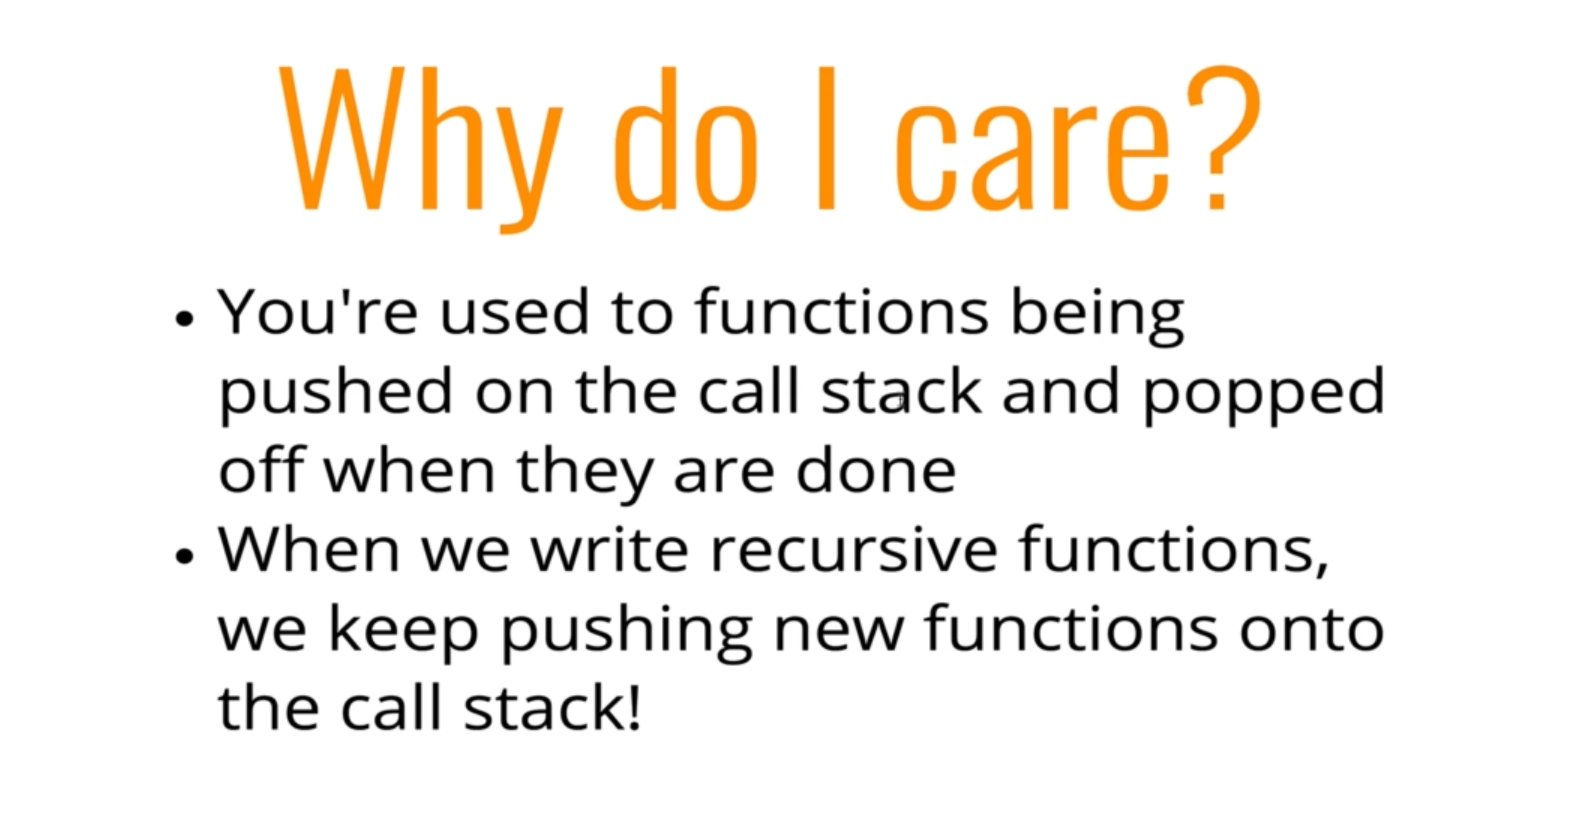 Why do I care?
• You're used to functions being
pushed on the call stack and popped
off when they are done
• When we write recursive functions,
we keep pushing new functions onto
the call stack!